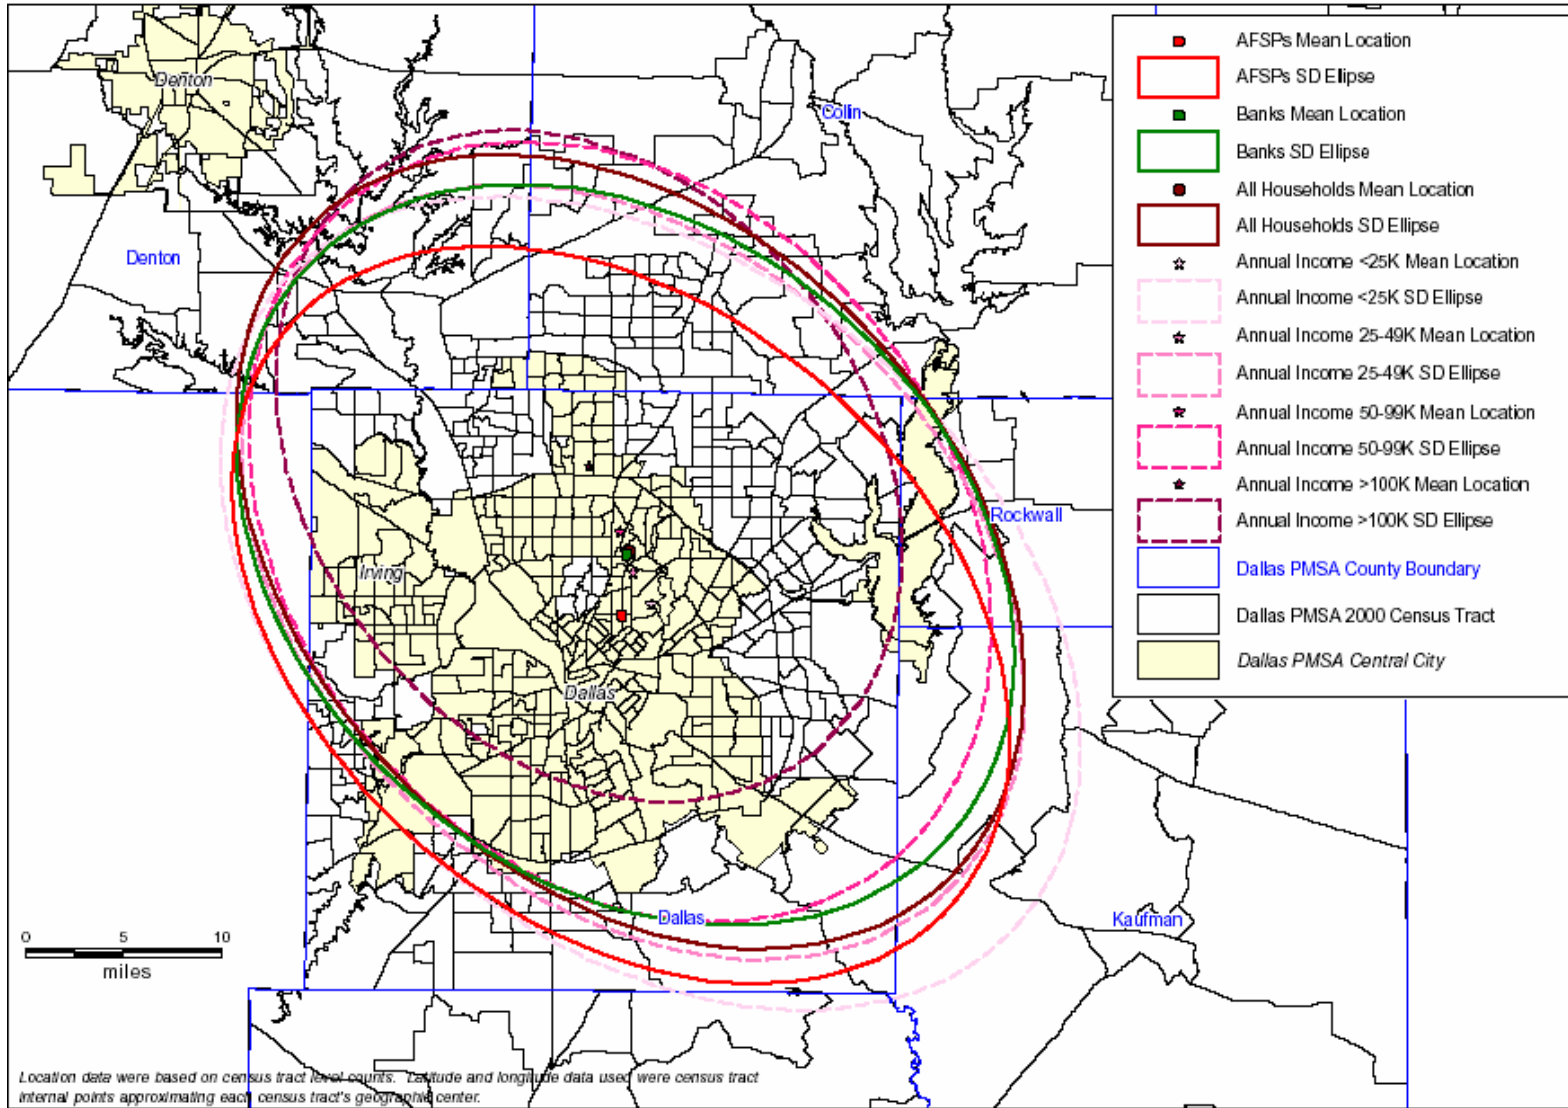 AFSPs Mean Location
AFSPs SD Ellipse
Banks Mean Location
Banks SD Ellipse
All Households Mean Location
All Households SD Ellipse
Annual Income <25K Mean Location
Annual Income <25K SD Ellipse
Annual Income 25-49K Mean Location
Annual Income 25-49K SD Ellipse
Annual Income 50-99K Mean Location
Annual Income 50-99K SD Ellipse
Annual Income >100K Mean Location
Annual Income >100K SD Ellipse
Dallas PMSA County Boundary
Dallas PMSA 2000 Census Tract
Dallas PMSA Central City
Denton
Collin
Denton
Rockwall
Irving
Dallas
Dallas
Kaufman
0 5 10
miles
Location data were based on census tract level counts. Latitude and longitude data used were census tract
internal points approximating each census tract's geographic center.